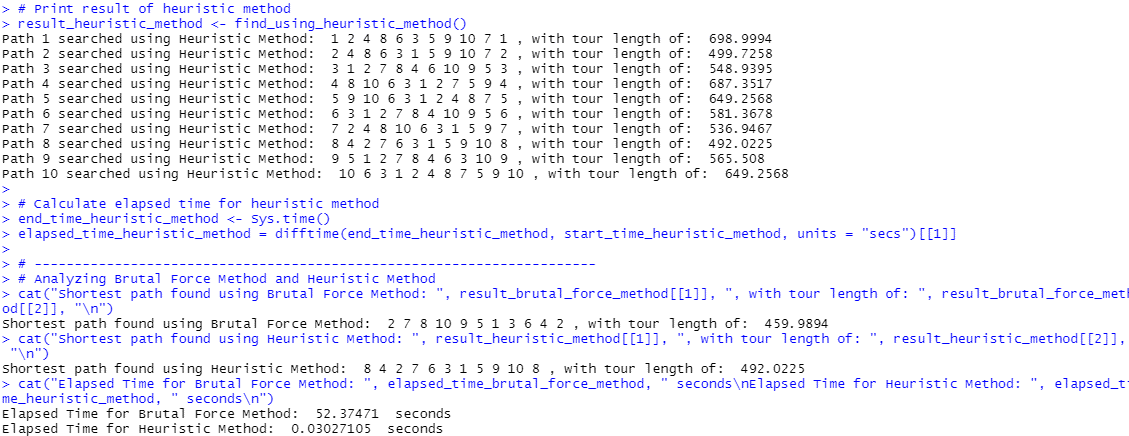 > # Print result of heuristic method
> result_heuristic_method <- find_using_heuristic_method()
Path 1 searched using Heuristic Method:  1 2 4 8 6 3 5 9 10 7 1 , with tour length of:  698.9994
Path 2 searched using Heuristic Method:  2 4 8 6 3 1 5 9 10 7 2 , with tour length of:  499.7258
Path 3 searched using Heuristic Method:  3 1 2 7 8 4 6 10 9 5 3 , with tour length of:  548.9395
Path 4 searched using Heuristic Method:  4 8 10 6 3 1 2 7 5 9 4 , with tour length of:  687.3517
Path 5 searched using Heuristic Method:  5 9 10 6 3 1 2 4 8 7 5 , with tour length of:  649.2568
Path 6 searched using Heuristic Method:  6 3 1 2 7 8 4 10 9 5 6 , with tour length of:  581.3678
Path 7 searched using Heuristic Method:  7 2 4 8 10 6 3 1 5 9 7 , with tour length of:  536.9467
Path 8 searched using Heuristic Method:  8 4 2 7 6 3 1 5 9 10 8 , with tour length of:  492.0225
Path 9 searched using Heuristic Method:  9 5 1 2 7 8 4 6 3 10 9 , with tour length of:  565.508
Path 10 searched using Heuristic Method:  10 6 3 1 2 4 8 7 5 9 10 , with tour length of:  649.2568
>
> # Calculate elapsed time for heuristic method
> end_time_heuristic_method <- Sys.time()
> elapsed_time_heuristic_method = difftime(end_time_heuristic_method, start_time_heuristic_method, units = "secs")[[1]]
>
> # ----------------------------------------------------------------------
> # Analyzing Brutal Force Method and Heuristic Method
> cat("Shortest path found using Brutal Force Method: ", result_brutal_force_method[[1]], ", with tour length of: ", result_brutal_force_meth
od[[2]], "\n")
Shortest path found using Brutal Force Method:  2 7 8 10 9 5 1 3 6 4 2 , with tour length of:  459.9894
> cat("Shortest path found using Heuristic Method: ", result_heuristic_method[[1]], ", with tour length of: ", result_heuristic_method[[2]],
 "\n")
Shortest path found using Heuristic Method:  8 4 2 7 6 3 1 5 9 10 8 , with tour length of:  492.0225
> cat("Elapsed Time for Brutal Force Method: ", elapsed_time_brutal_force_method, " seconds\nElapsed Time for Heuristic Method: ", elapsed_ti
me_heuristic_method, " seconds\n")
Elapsed Time for Brutal Force Method:  52.37471  seconds
Elapsed Time for Heuristic Method:  0.03027105  seconds